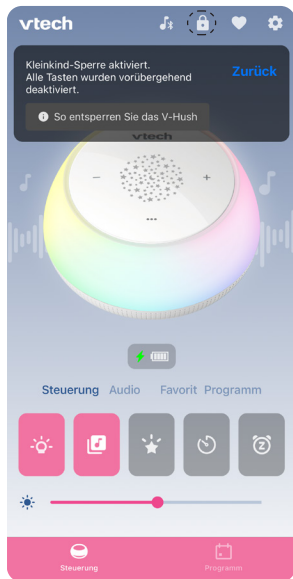 vtech
Kleinkind-Sperre aktiviert.
Alle Tasten wurden vorübergehend
deaktiviert.
Zurück
So entsperren Sie das V-Hush
vtech
Steuerung Audio Favorit Programm
Steuerung Programm